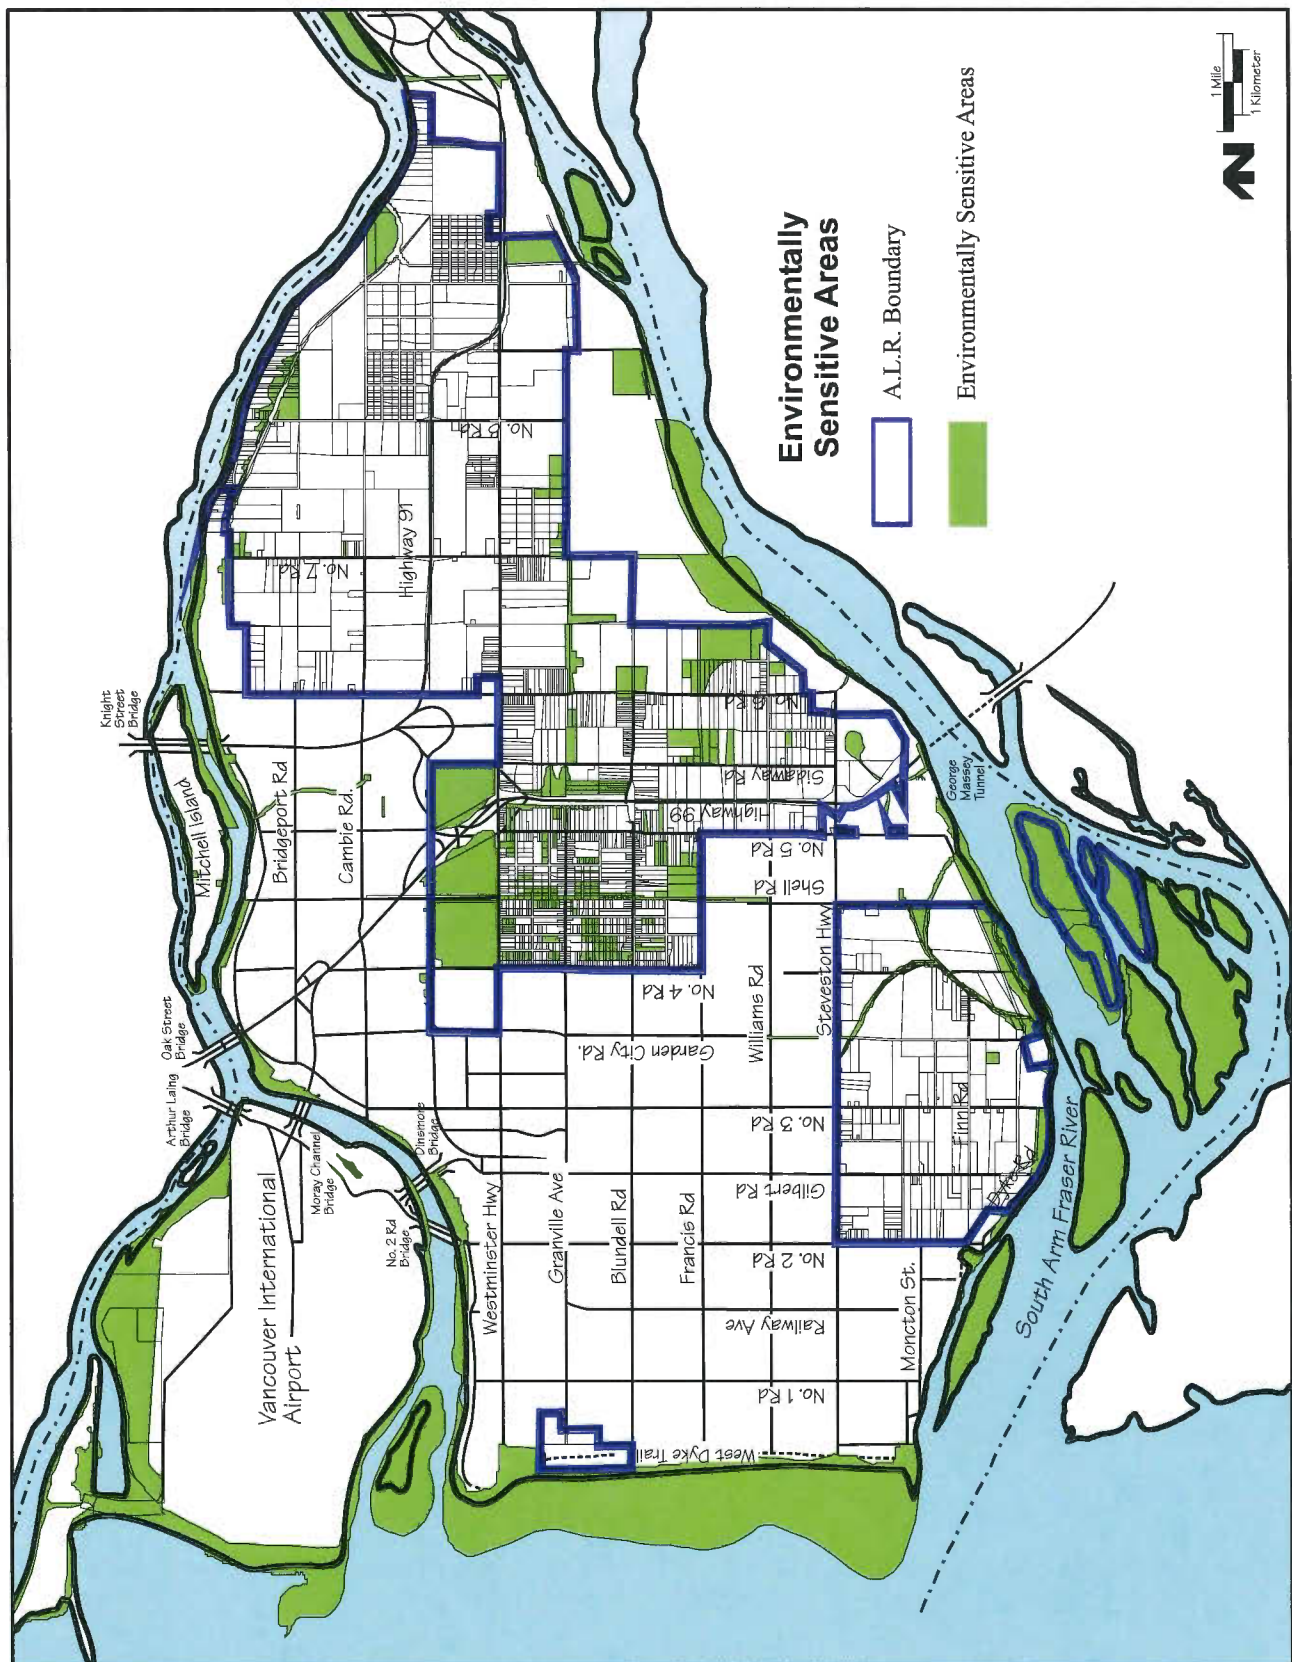 Environmentally
Sensitive Areas
A.L.R. Boundary
Environmentally Sensitive Areas
1 Mile
1 Kilometer
N
Knight
Street
Bridge
Mitchell Island
Oak Street
Bridge
Arthur Laing
Bridge
Moray Channel
Bridge
Dinsmore
Bridge
No. 2 Rd
Bridge
Vancouver International
Airport
Bridgeport Rd
Cambie Rd.
Highway 91
Westminster Hwy
Granville Ave
Blundell Rd
Francis Rd
Williams Rd
Steveston Hwy
Moncton St.
Finn Rd
Dyke Rd
No. 7 Rd
No. 8 Rd
No. 6 Rd
Sidaway Rd
Highway 99
No. 5 Rd
Shell Rd
No. 4 Rd
Garden City Rd.
No. 3 Rd
Gilbert Rd
No. 2 Rd
Railway Ave
No. 1 Rd
West Dyke Trail
George
Massey
Tunnel
South Arm Fraser River